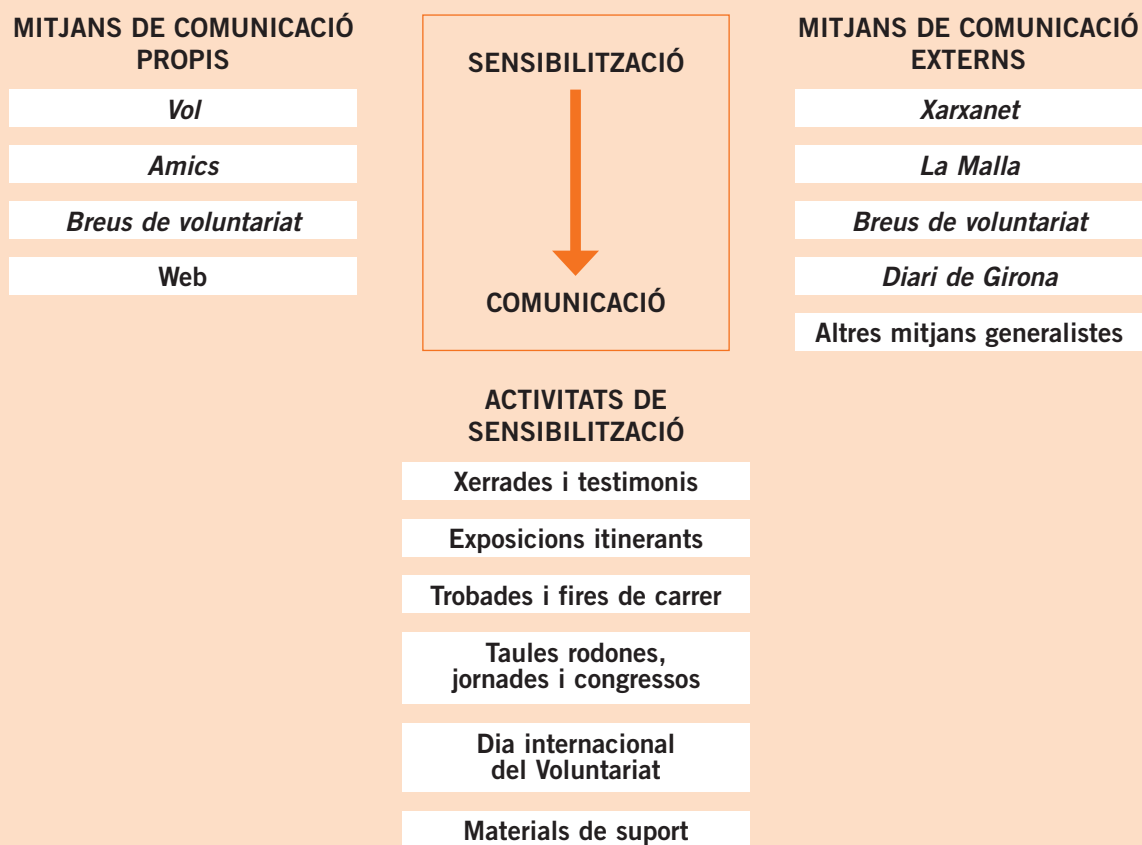 MITJANS DE COMUNICACIÓ
PROPIS
Vol
Amics
Breus de voluntariat
Web
SENSIBILITZACIÓ
COMUNICACIÓ
MITJANS DE COMUNICACIÓ
EXTERNS
Xarxanet
La Malla
Breus de voluntariat
Diari de Girona
Altres mitjans generalistes
ACTIVITATS DE
SENSIBILITZACIÓ
Xerrades i testimonis
Exposicions itinerants
Trobades i fires de carrer
Taules rodones,
jornades i congressos
Dia internacional
del Voluntariat
Materials de suport